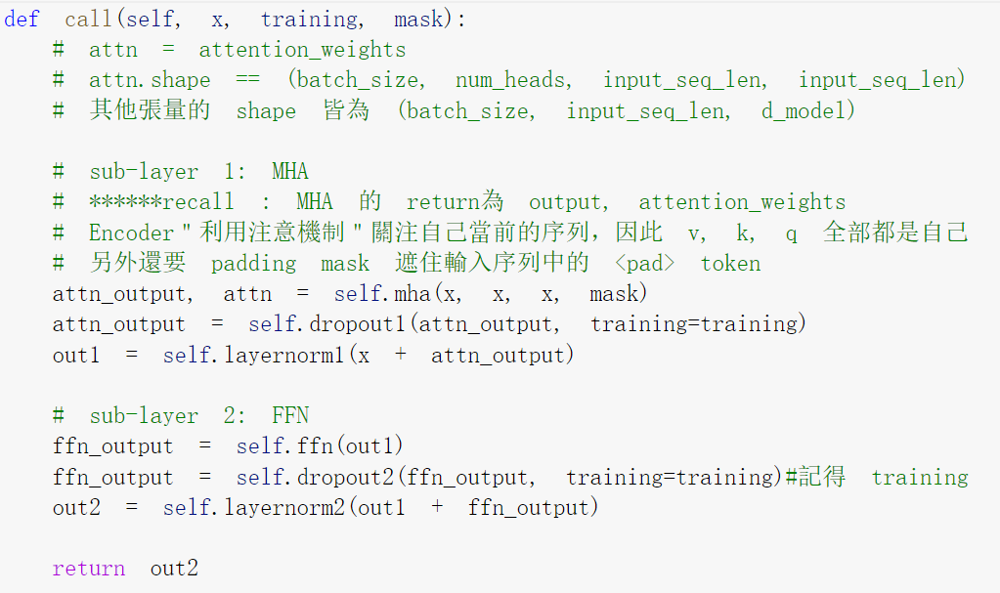 def call(self, x, training, mask):
# attn = attention_weights
# attn.shape == (batch_size, num_heads, input_seq_len, input_seq_len)
# 其他張量的 shape 皆為 (batch_size, input_seq_len, d_model)
# sub-layer 1: MHA
# ******recall : MHA 的 return為 output, attention_weights
# Encoder＂利用注意機制＂關注自己當前的序列，因此 v, k, q 全部都是自己
# 另外還要 padding mask 遮住輸入序列中的 <pad> token
attn_output, attn = self.mha(x, x, x, mask)
attn_output = self.dropout1(attn_output, training=training)
out1 = self.layernorm1(x + attn_output)
# sub-layer 2: FFN
ffn_output = self.ffn(out1)
ffn_output = self.dropout2(ffn_output, training=training)#記得 training
out2 = self.layernorm2(out1 + ffn_output)
return out2